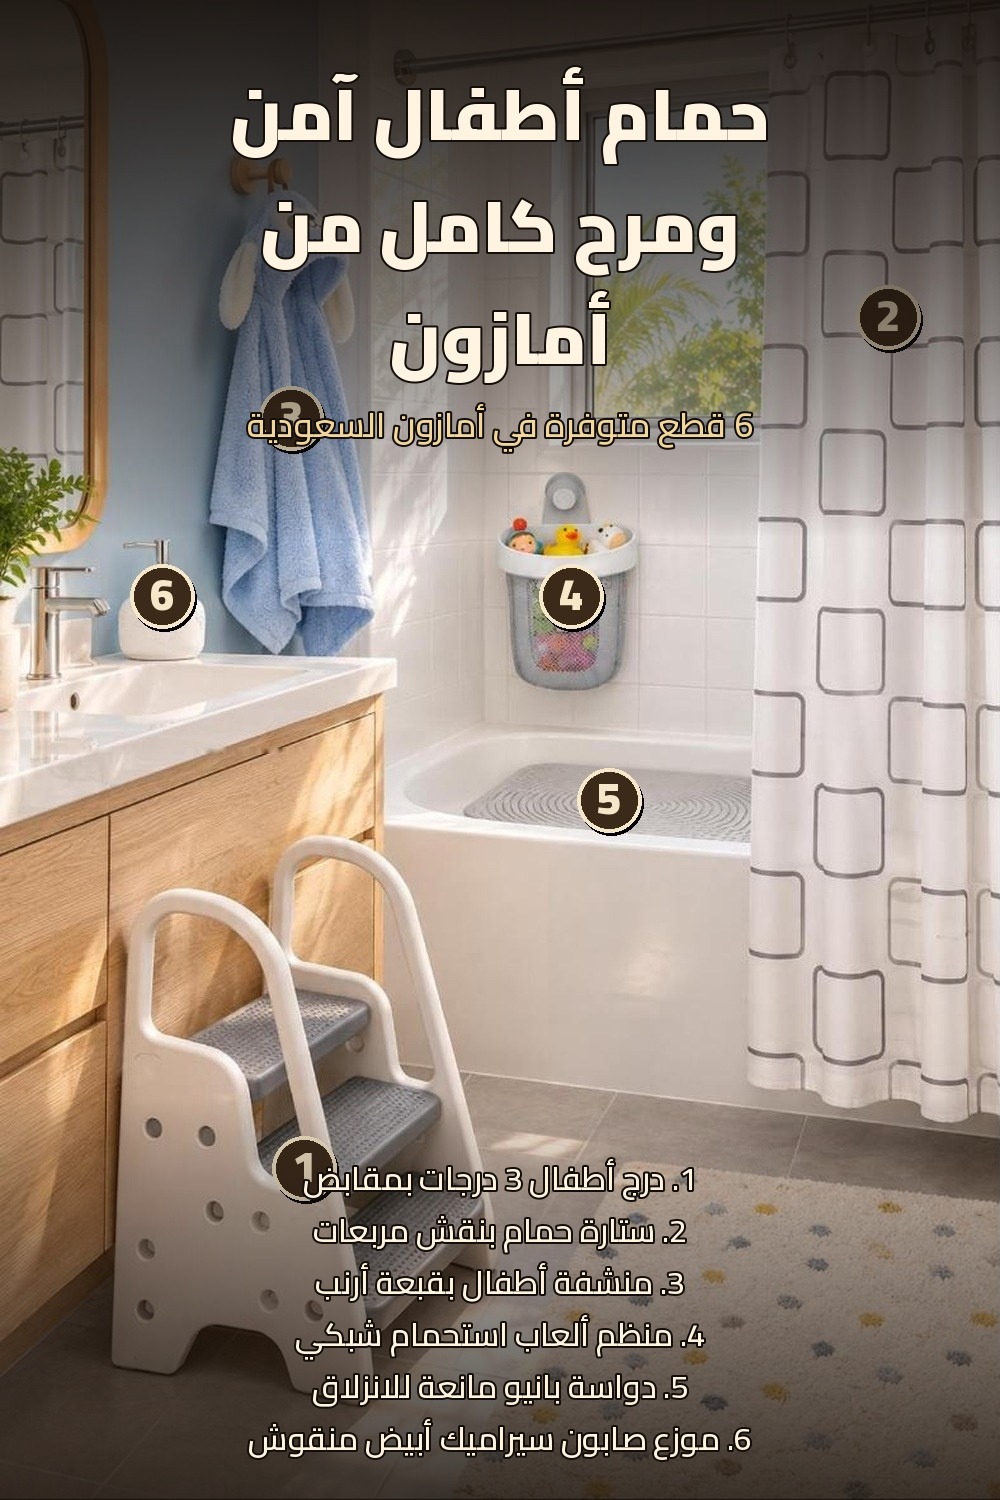 حمام أطفال آمن
ومرح كامل من
أمازون
6 قطع متوفرة في أمازون السعودية
2
3
4
6
5
1
1. درج أطفال 3 درجات بمقابض
2. ستارة حمام بنقش مربعات
3. منشفة أطفال بقبعة أرنب
4. منظم ألعاب استحمام شبكي
5. دواسة بانيو مانعة للانزلاق
6. موزع صابون سيراميك أبيض منقوش